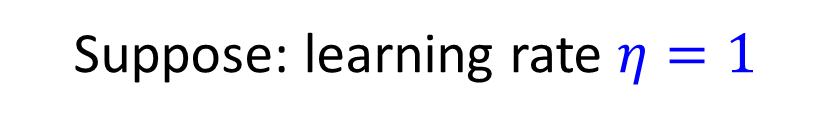 Suppose: learning rate η = 1